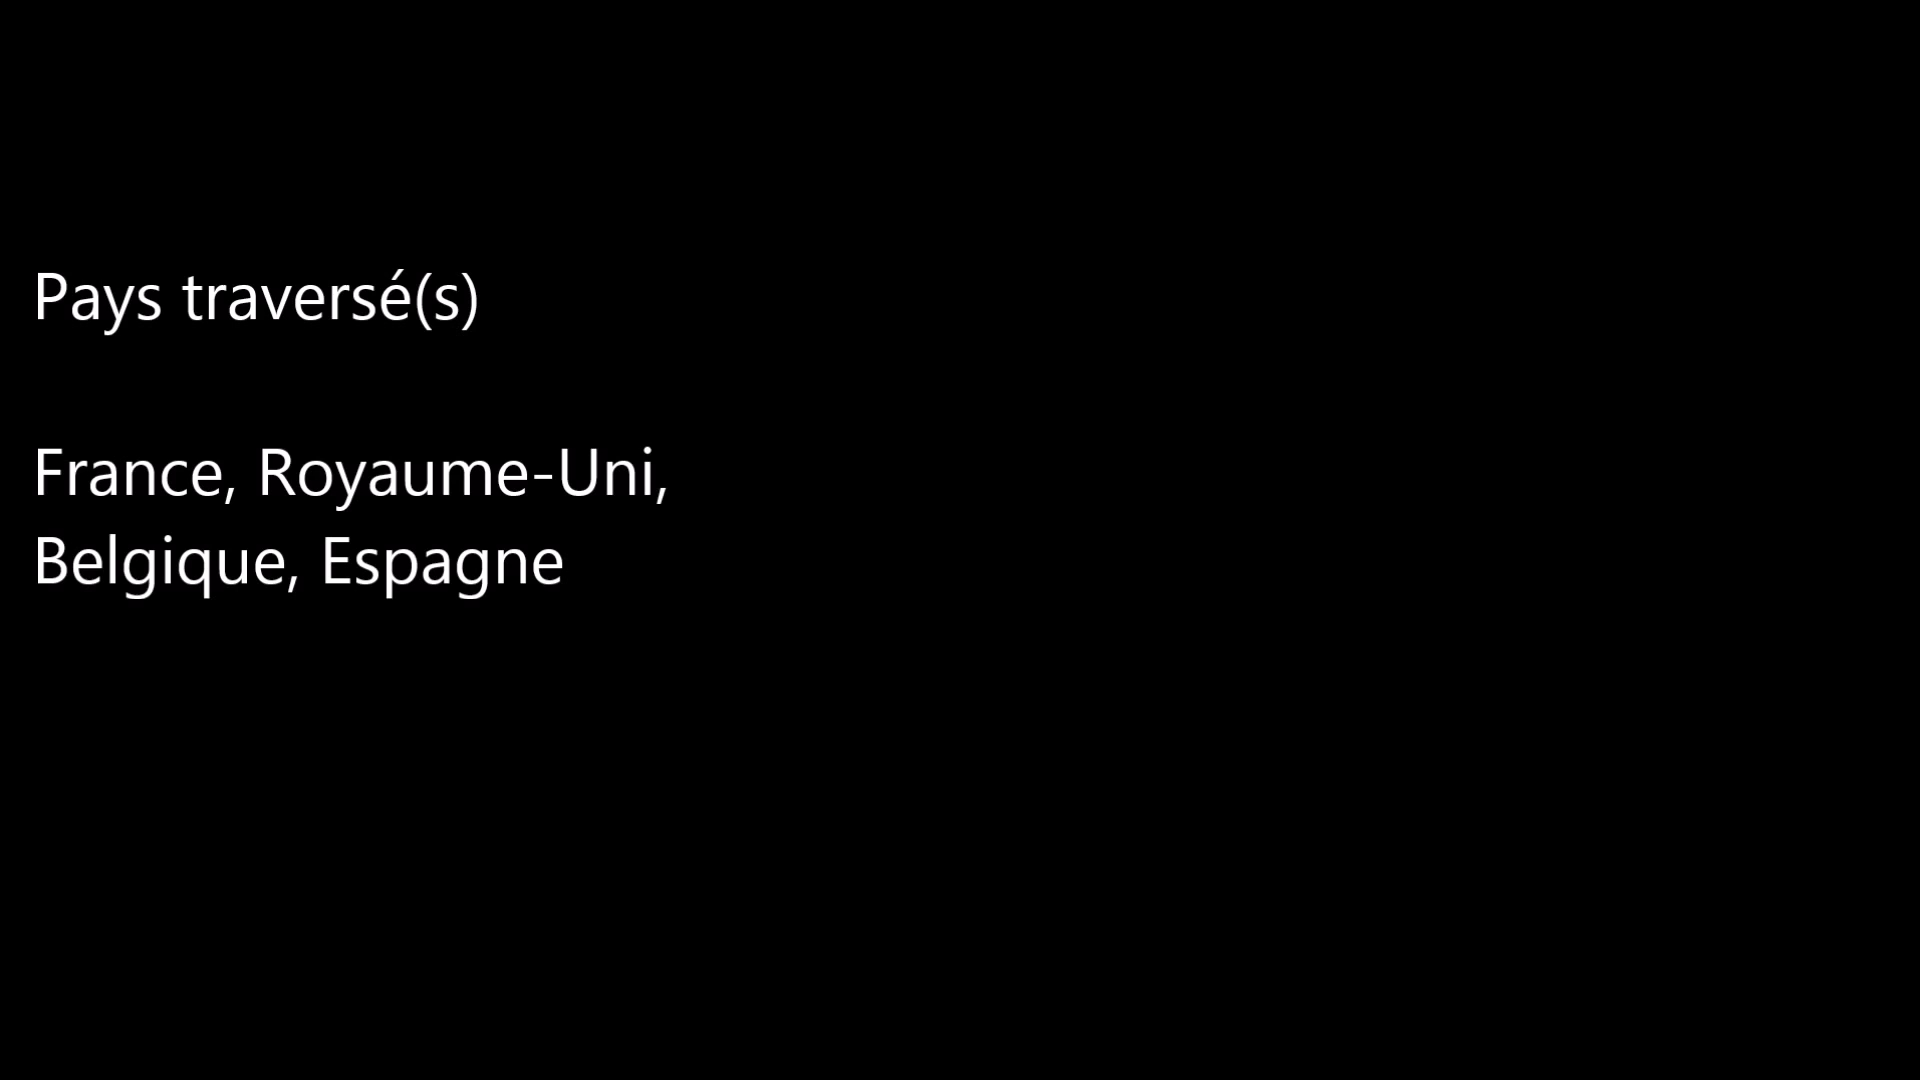 Pays traversé(s)
France, Royaume-Uni,
Belgique, Espagne